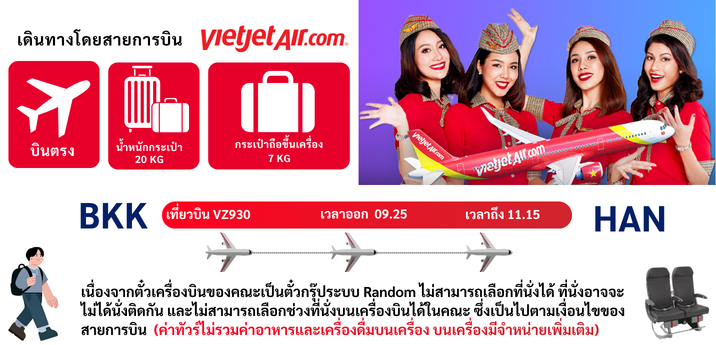 เดินทางโดยสายการบิน vietjetAir.com
บินตรง
น้ำหนักกระเป๋า
20 KG
กระเป๋าถือขึ้นเครื่อง
7 KG
vietjetAir.com
vietjetAir.com
BKK เที่ยวบิน VZ930 เวลาออก 09.25 เวลาถึง 11.15 HAN
เนื่องจากตั๋วเครื่องบินของคณะเป็นตั๋วกรุ๊ประบบ Random ไม่สามารถเลือกที่นั่งได้ ที่นั่งอาจจะ
ไม่ได้นั่งติดกัน และไม่สามารถเลือกช่วงที่นั่งบนเครื่องบินได้ในคณะ ซึ่งเป็นไปตามเงื่อนไขของ
สายการบิน (ค่าทัวร์ไม่รวมค่าอาหารและเครื่องดื่มบนเครื่อง บนเครื่องมีจำหน่ายเพิ่มเติม)